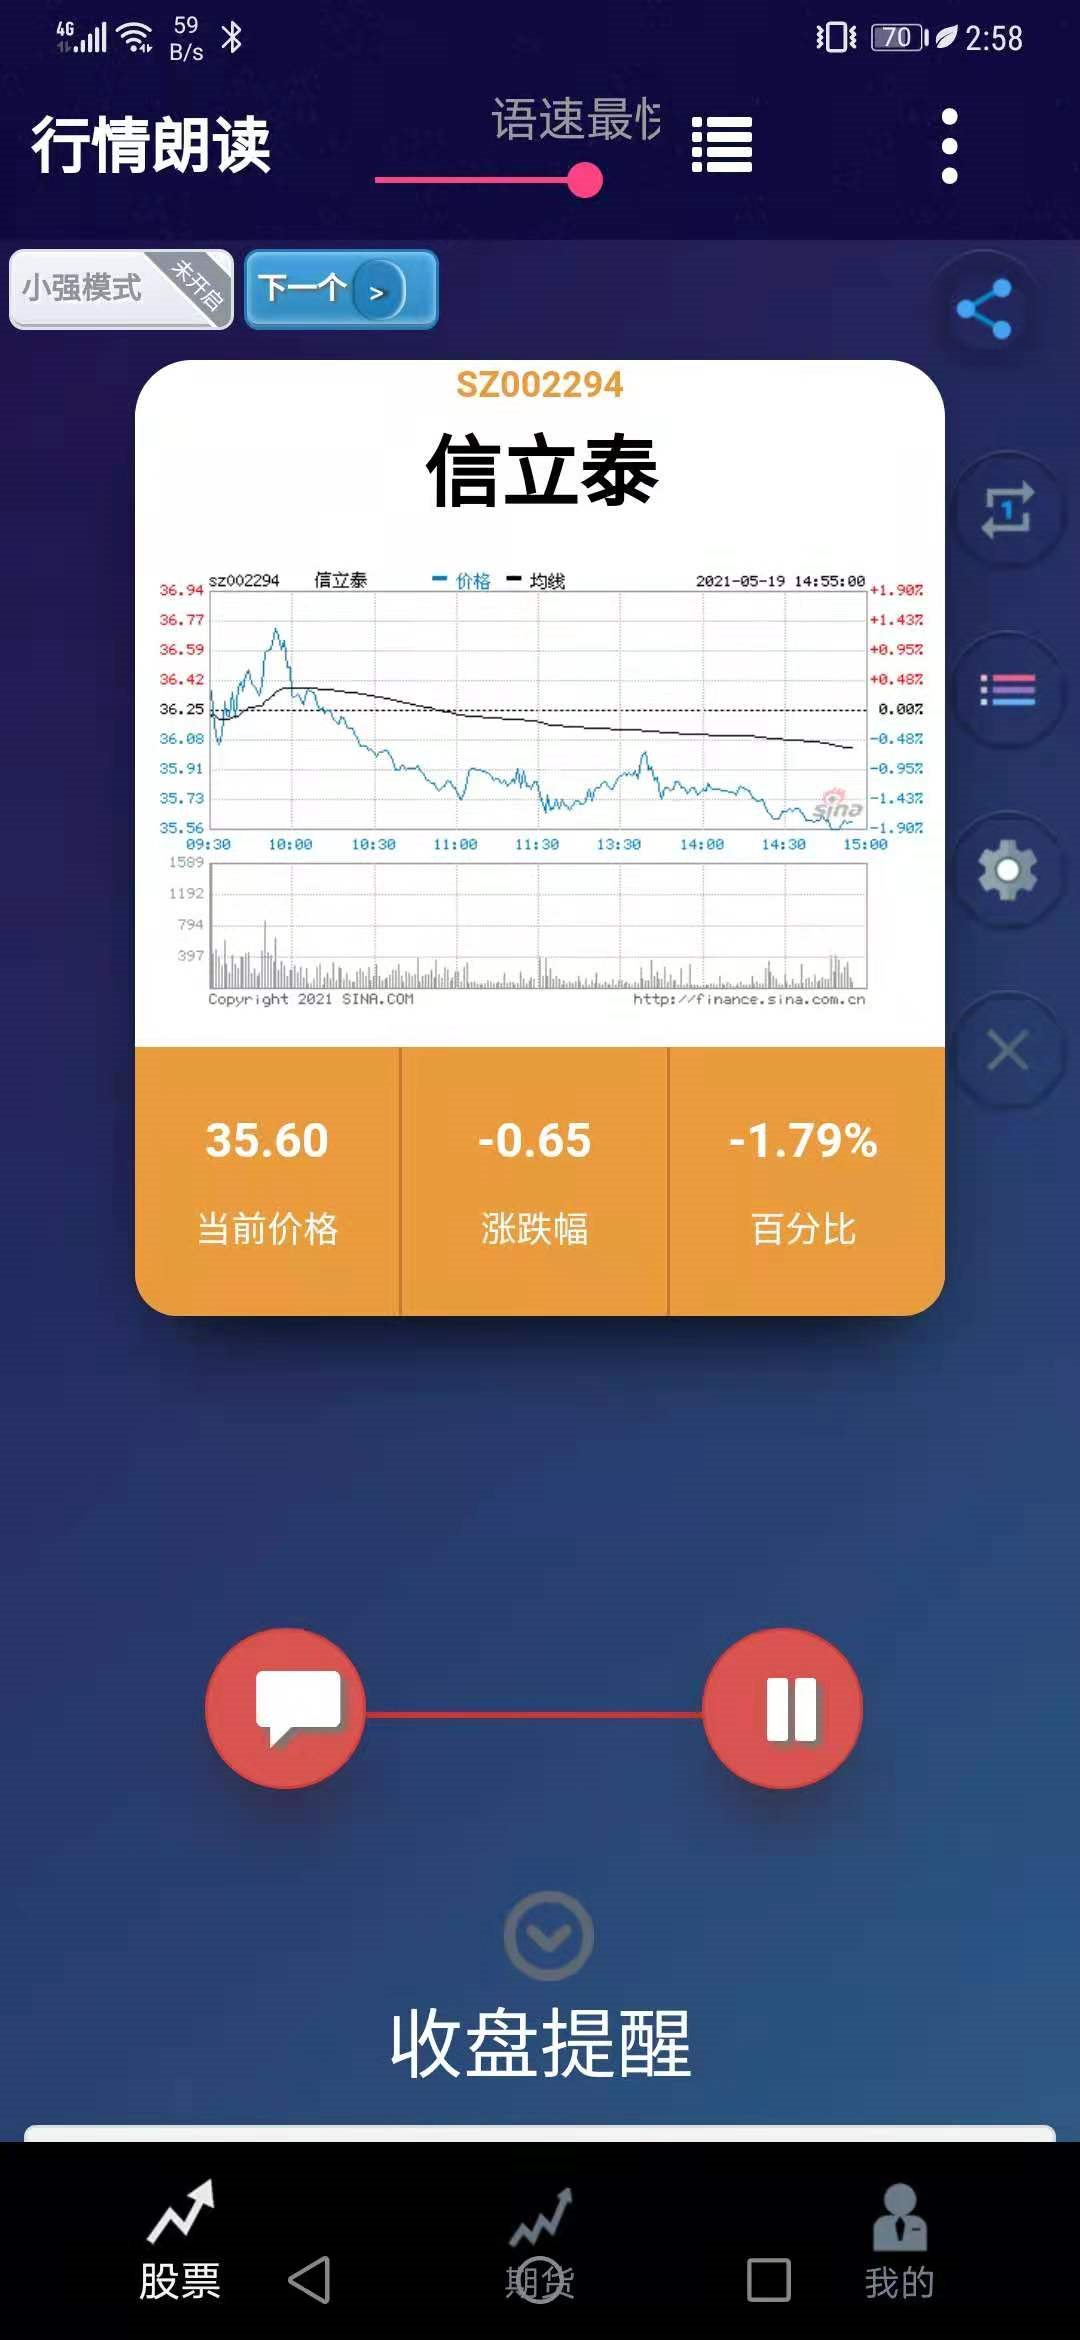 4G 59 B/s 70 2:58
行情朗读 语速最快
小强模式 未开启 下一个 >
SZ002294
信立泰
1
sz002294 信立泰 价格 均线 2021-05-19 14:55:00
36.94 +1.90%
36.77 +1.43%
36.59 +0.95%
36.42 +0.48%
36.25 0.00%
36.08 -0.48%
35.91 -0.95%
35.73 -1.43%
sina
35.56 -1.90%
09:30 10:00 10:30 11:00 11:30 13:30 14:00 14:30 15:00
1589
1192
794
397
Copyright 2021 SINA.COM http://finance.sina.com.cn
35.60 -0.65 -1.79%
当前价格 涨跌幅 百分比
收盘提醒
股票 期货 我的